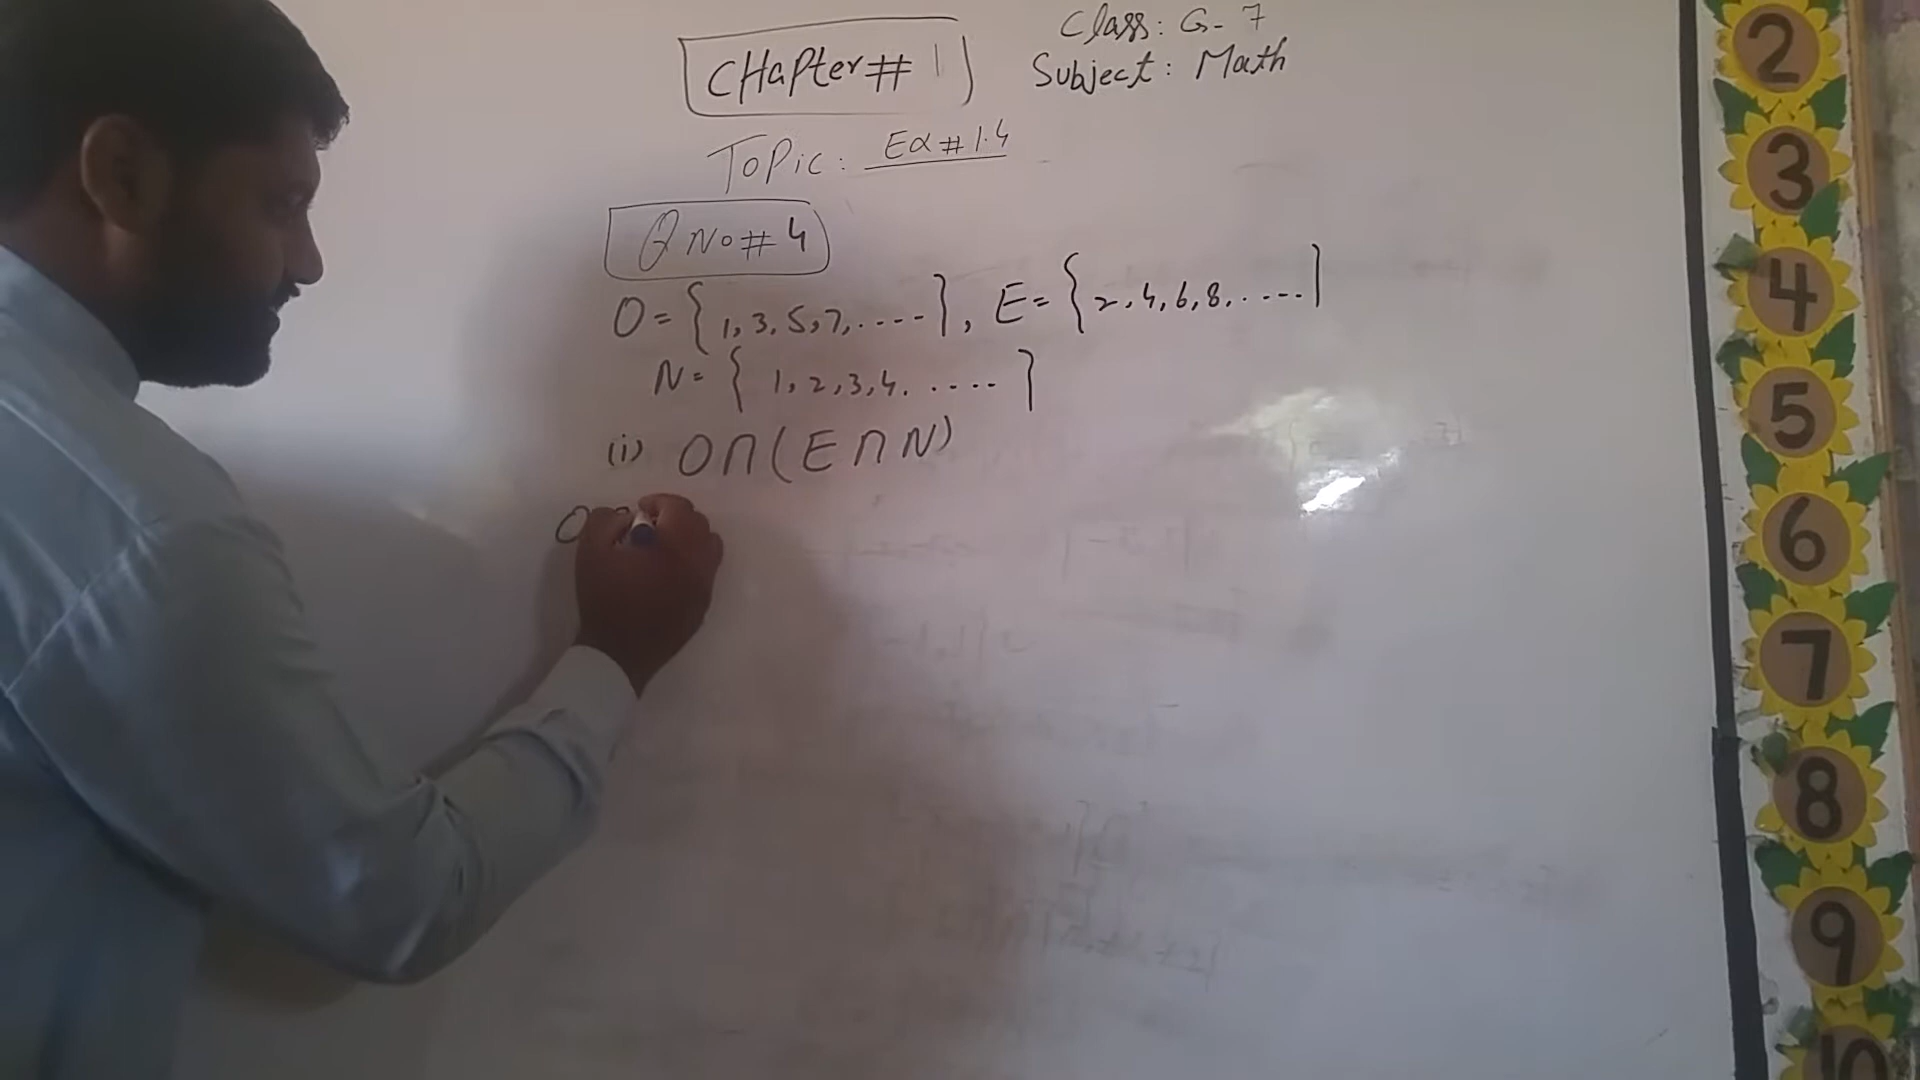 CHapter# 1
Class: G-7
Subject: Math
Topic: Ex#1.4
Q No#4
O={1,3,5,7,....}, E={2,4,6,8,.....}
N={1,2,3,4.....}
(i) O∩(E∩N)
O
2
3
4
5
6
7
8
9
10